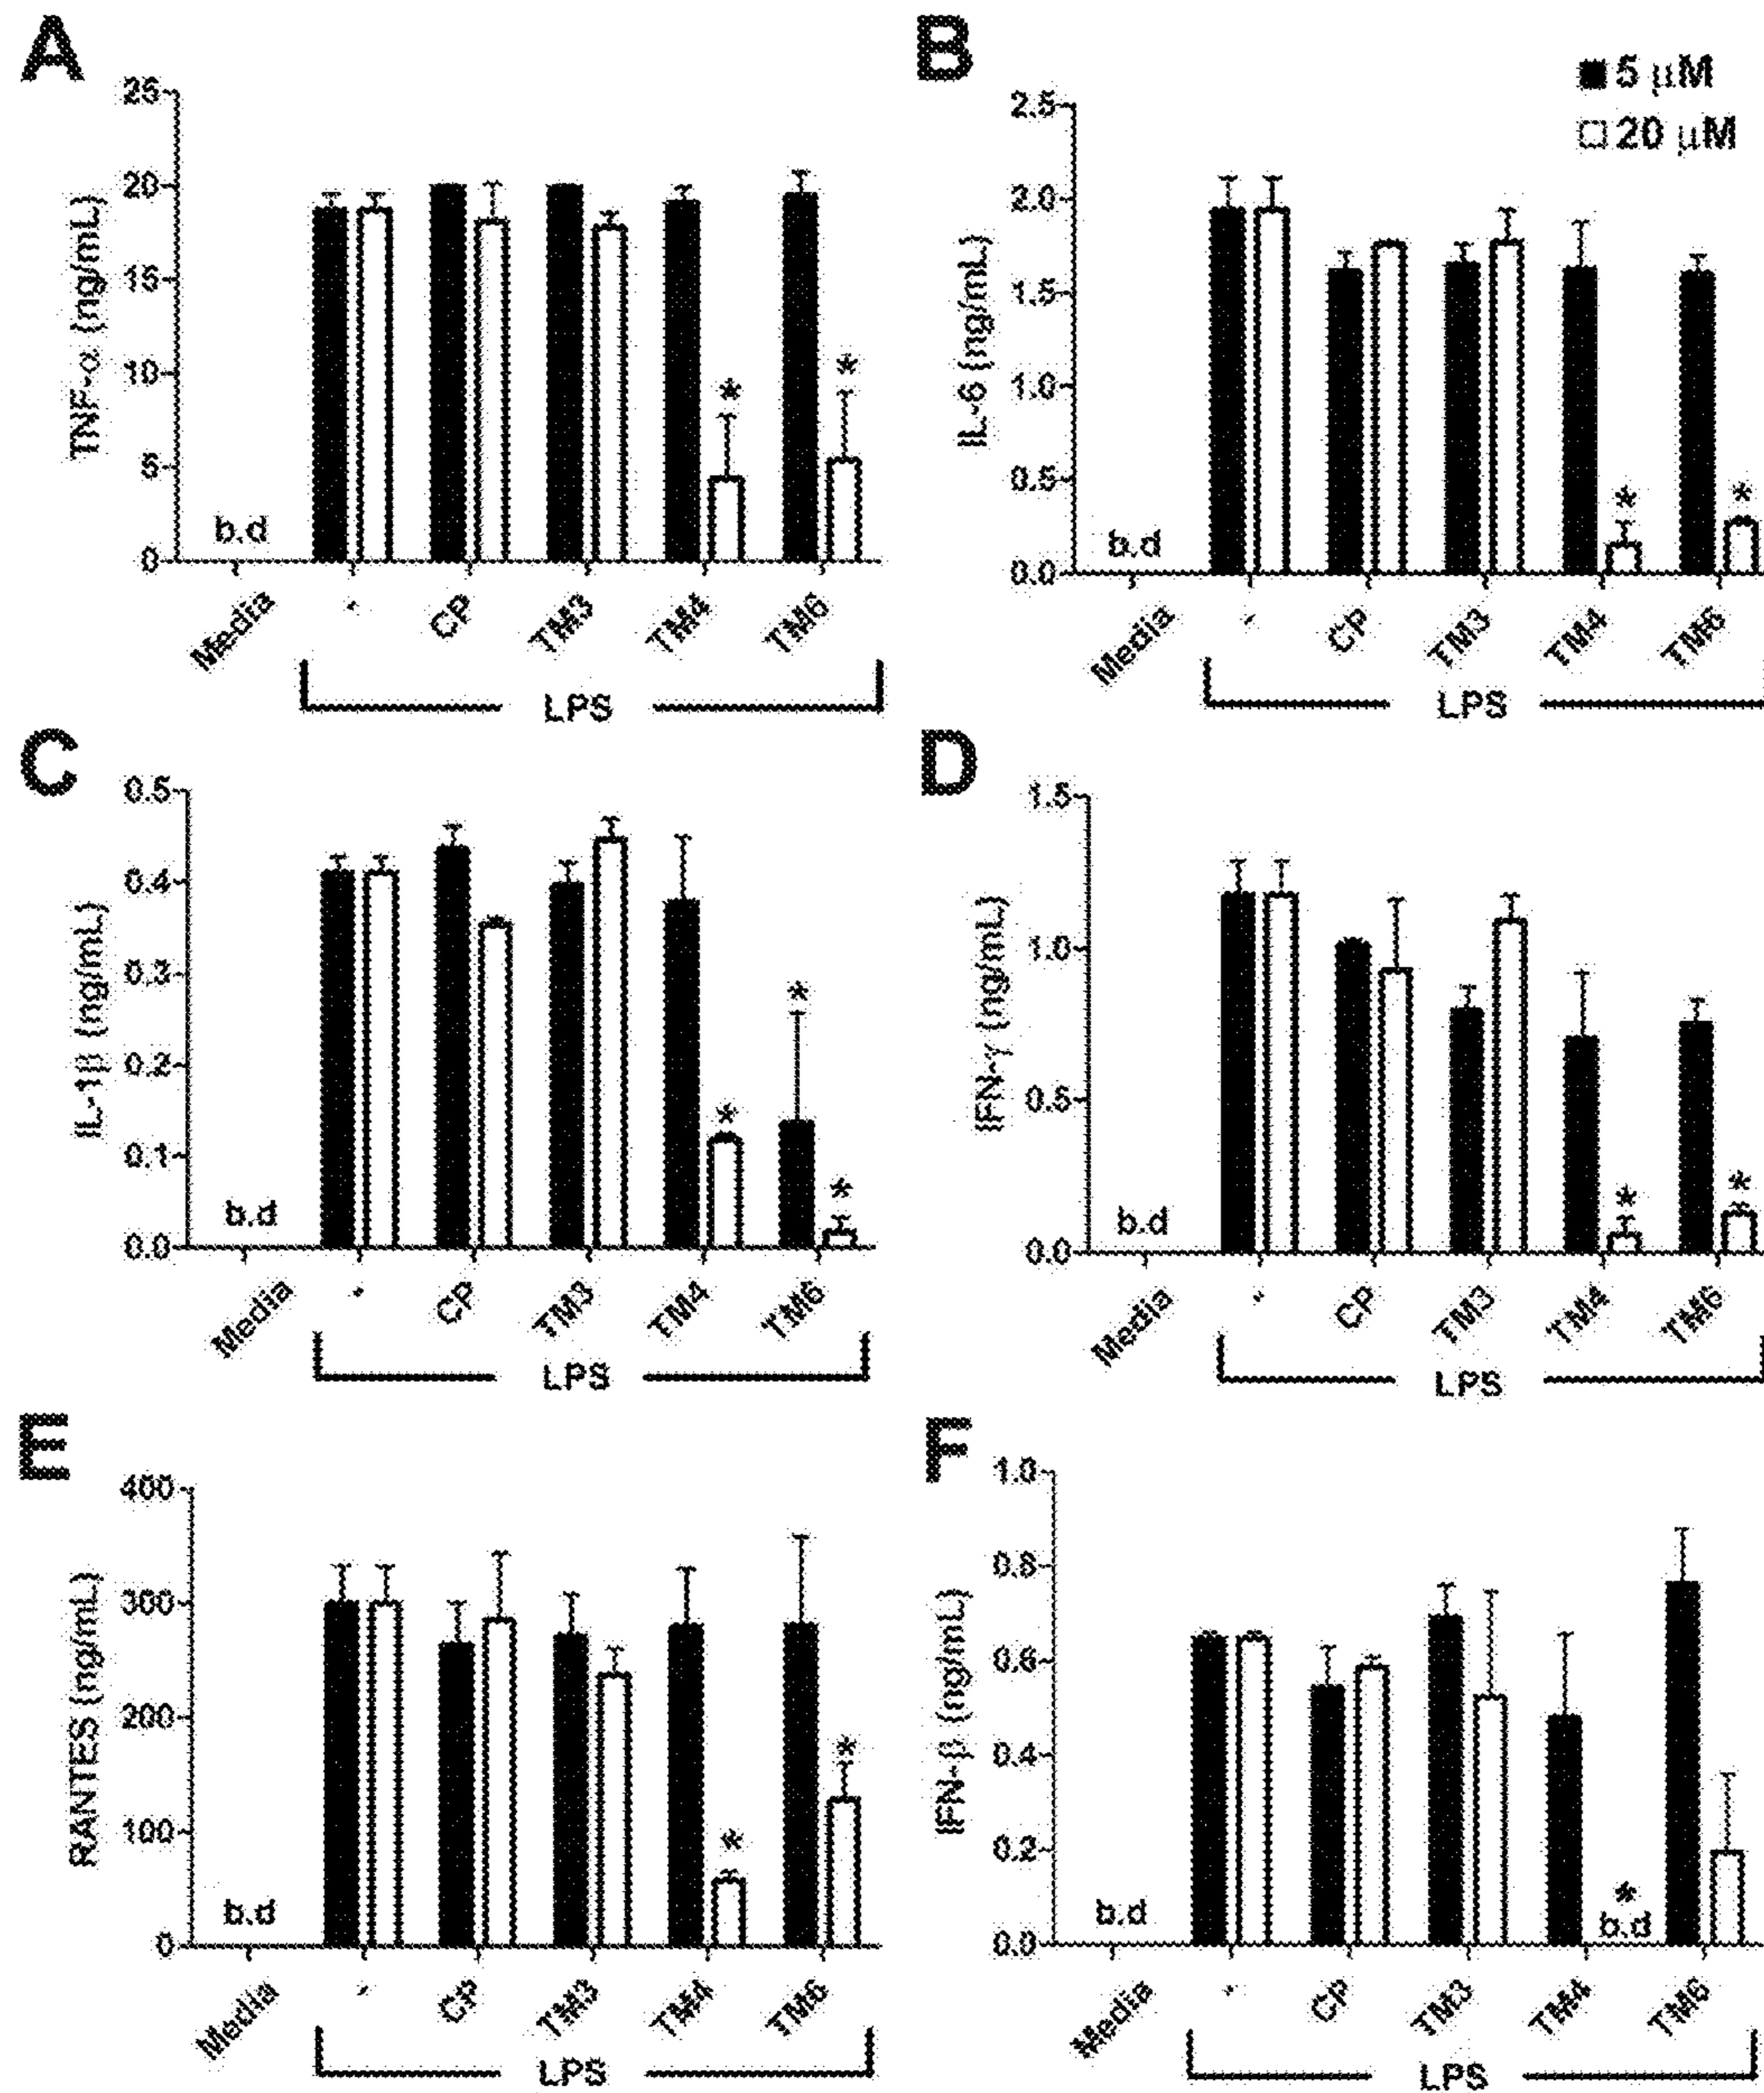 A
TNF-α (ng/mL)
25
20
15
10
5
0
b.d
*
*
Media
-
CP
TM3
TM4
TM6
LPS
B
5 μM
20 μM
IL-6 (ng/mL)
2.5
2.0
1.5
1.0
0.5
0.0
b.d
*
*
Media
-
CP
TM3
TM4
TM6
LPS
C
IL-1β (ng/mL)
0.5
0.4
0.3
0.2
0.1
0.0
b.d
*
*
*
Media
-
CP
TM3
TM4
TM6
LPS
D
IFN-γ (ng/mL)
1.5
1.0
0.5
0.0
b.d
*
*
Media
-
CP
TM3
TM4
TM6
LPS
E
RANTES (ng/mL)
400
300
200
100
0
b.d
*
*
Media
-
CP
TM3
TM4
TM6
LPS
F
IFN-β (ng/mL)
1.0
0.8
0.6
0.4
0.2
0.0
b.d
*
b.d
Media
-
CP
TM3
TM4
TM6
LPS